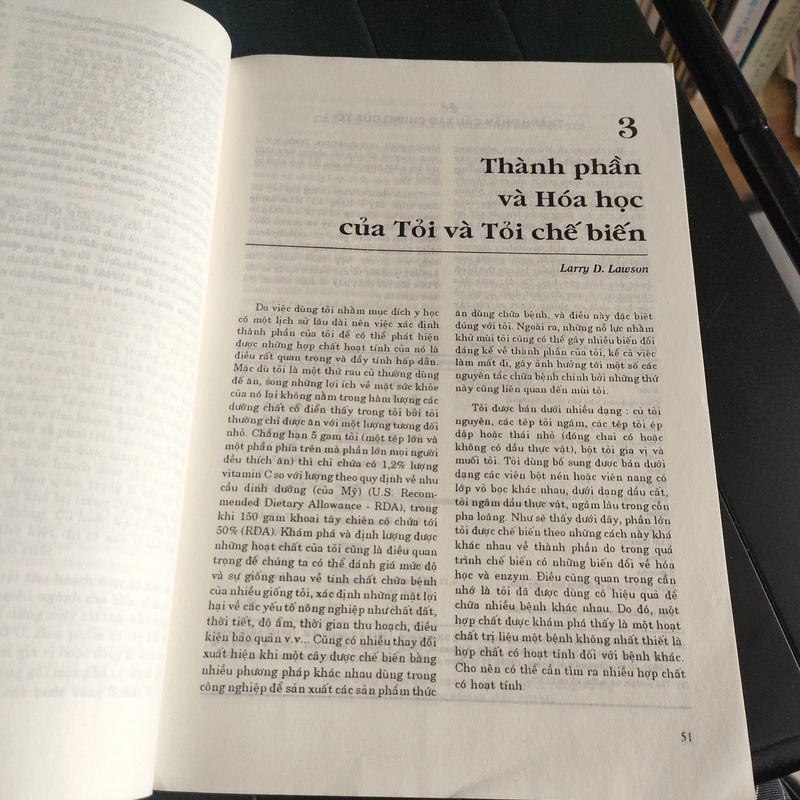 3
Thành phần
và Hóa học
của Tỏi và Tỏi chế biến
Larry D. Lawson
Do việc dùng tỏi nhằm mục đích y học
có một lịch sử lâu dài nên việc xác định
thành phần của tỏi để có thể phát hiện
được những hợp chất hoạt tính của nó là
điều rất quan trọng và đầy tính hấp dẫn.
Mặc dù tỏi là một thứ rau củ thường dùng
để ăn, song những lợi ích về mặt sức khỏe
của nó lại không nằm trong hàm lượng các
dưỡng chất cổ điển thấy trong tỏi bởi tỏi
thường chỉ được ăn với một lượng tương đối
nhỏ. Chẳng hạn 5 gam tỏi (một tép lớn và
một phần phía trên mà phần lớn mọi người
đều thích ăn) thì chỉ chứa có 1,2% lượng
vitamin C so với lượng theo quy định về nhu
cầu dinh dưỡng (của Mỹ) (U.S. Recom-
mended Dietary Allowance - RDA), trong
khi 150 gam khoai tây chiên có chứa tới
50% (RDA). Khám phá và định lượng được
những hoạt chất của tỏi cũng là điều quan
trọng để chúng ta có thể đánh giá mức độ
và sự giống nhau về tính chất chữa bệnh
của nhiều giống tỏi, xác định những mặt lợi
hại về các yếu tố nông nghiệp như chất đất,
thời tiết, độ ẩm, thời gian thu hoạch, điều
kiện bảo quản v.v... Cũng có nhiều thay đổi
xuất hiện khi một cây được chế biến bằng
nhiều phương pháp khác nhau dùng trong
công nghiệp để sản xuất các sản phẩm thức
ăn dùng chữa bệnh, và điều này đặc biệt
đúng với tỏi. Ngoài ra, những nỗ lực nhằm
khử mùi tỏi cũng có thể gây nhiều biến đổi
đáng kể về thành phần của tỏi, kể cả việc
làm mất đi, gây ảnh hưởng tới một số các
nguyên tắc chữa bệnh chính bởi những thứ
này cũng liên quan đến mùi tỏi.
Tỏi được bán dưới nhiều dạng : củ tỏi
nguyên, các tép tỏi ngâm, các tép tỏi ép
dập hoặc thái nhỏ (đóng chai có hoặc
không có dầu thực vật), bột tỏi gia vị và
muối tỏi. Tỏi dùng bổ sung được bán dưới
dạng các viên bột nén hoặc viên nang có
lớp vỏ bọc khác nhau, dưới dạng dầu cất,
tỏi ngâm dầu thực vật, ngâm lâu trong cồn
pha loãng. Như sẽ thấy dưới đây, phần lớn
tỏi được chế biến theo những cách này khá
khác nhau về thành phần do trong quá
trình chế biến có những biến đổi về hóa
học và enzym. Điều cũng quan trọng cần
nhớ là tỏi đã được dùng có hiệu quả để
chữa nhiều bệnh khác nhau. Do đó, một
hợp chất được khám phá thấy là một hoạt
chất trị liệu một bệnh không nhất thiết là
hợp chất có hoạt tính đối với bệnh khác.
Cho nên có thể cần tìm ra nhiều hợp chất
có hoạt tính.
51